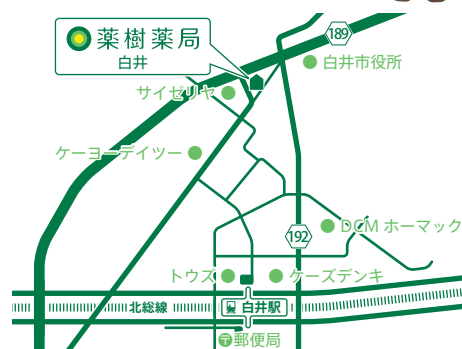 薬樹薬局
白井
189
白井市役所
サイゼリヤ
ケーヨーデイツー
192
DCM ホーマック
トウズ
ケーズデンキ
北総線
白井駅
〒郵便局